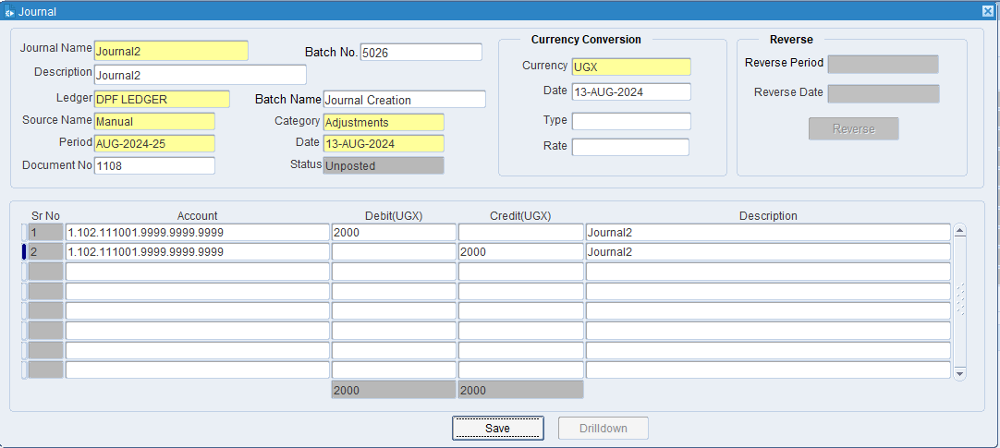 Journal
Currency Conversion
Reverse
Journal Name Journal2
Batch No. 5026
Description Journal2
Currency UGX
Reverse Period
Ledger DPF LEDGER
Batch Name Journal Creation
Date 13-AUG-2024
Reverse Date
Source Name Manual
Category Adjustments
Type
Reverse
Period AUG-2024-25
Date 13-AUG-2024
Rate
Document No 1108
Status Unposted
Sr No Account Debit(UGX) Credit(UGX) Description
1 1.102.111001.9999.9999.9999 2000 Journal2
2 1.102.111001.9999.9999.9999 2000 Journal2
2000 2000
Save Drilldown